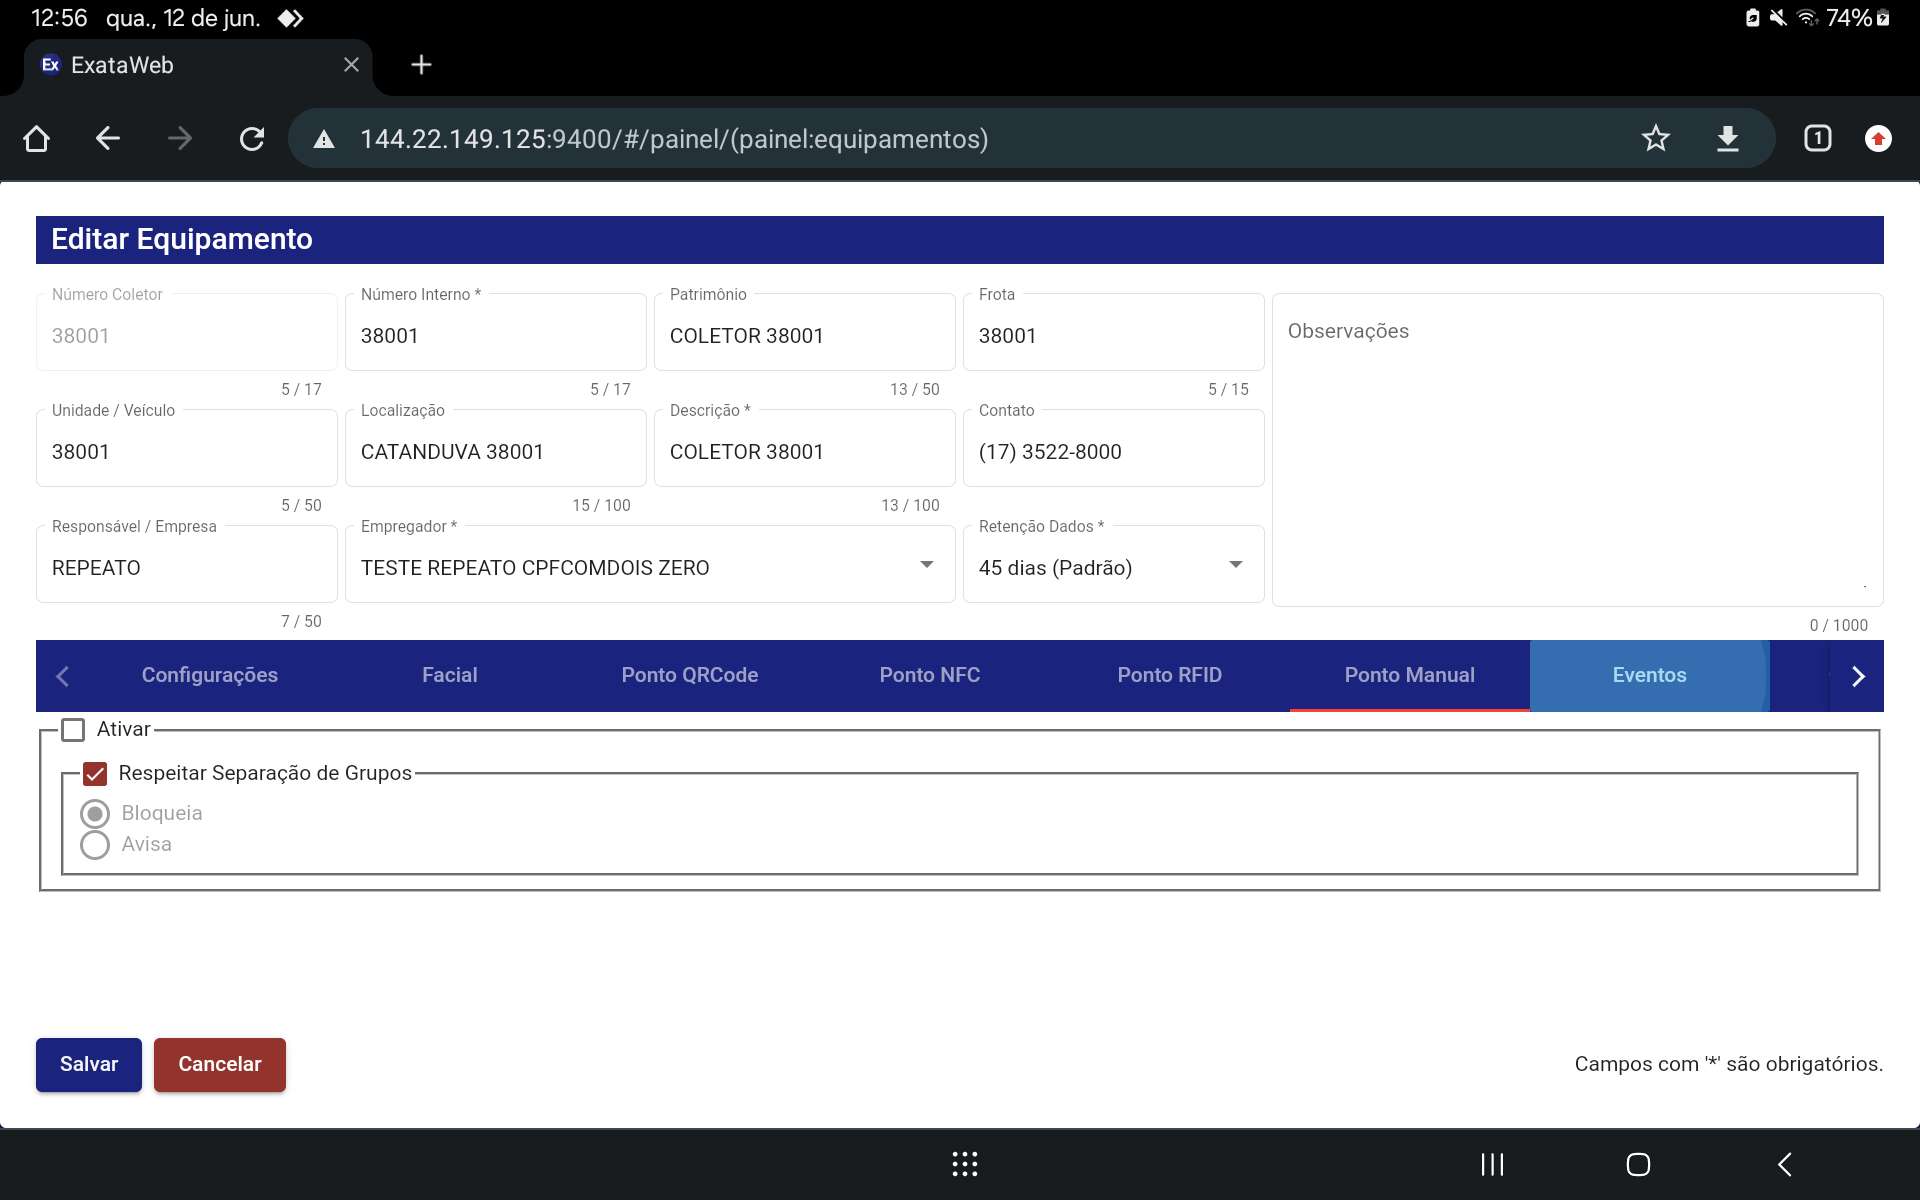 12:56 qua., 12 de jun. 74%
Ex ExataWeb
144.22.149.125:9400/#/painel/(painel:equipamentos) 1
Editar Equipamento
Número Coletor Número Interno * Patrimônio Frota
38001 38001 COLETOR 38001 38001 Observações
5 / 17 5 / 17 13 / 50 5 / 15
Unidade / Veículo Localização Descrição * Contato
38001 CATANDUVA 38001 COLETOR 38001 (17) 3522-8000
5 / 50 15 / 100 13 / 100
Responsável / Empresa Empregador * Retenção Dados *
REPEATO TESTE REPEATO CPFCOMDOIS ZERO 45 dias (Padrão)
7 / 50 0 / 1000
Configurações Facial Ponto QRCode Ponto NFC Ponto RFID Ponto Manual Eventos
Ativar
Respeitar Separação de Grupos
Bloqueia
Avisa
Salvar Cancelar Campos com '*' são obrigatórios.